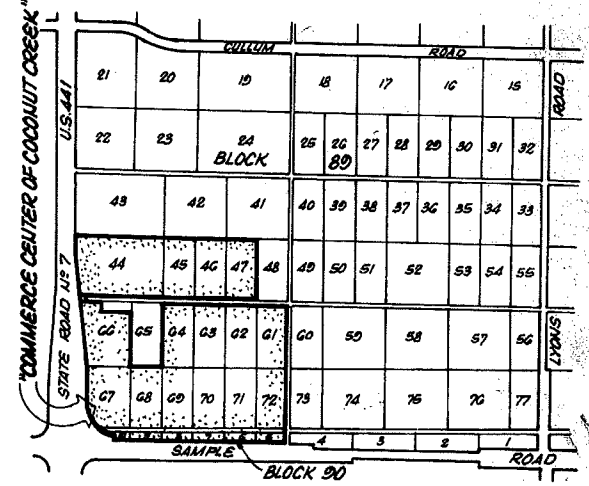 "COMMERCE CENTER OF COCONUT CREEK"
STATE ROAD Nº 7
U.S. 441
CULLUM ROAD
21 20 19 18 17 16 15
ROAD
22 23 24 25 26 27 28 29 30 31 32
BLOCK 89
43 42 41 40 39 38 37 36 35 34 33
44 45 46 47 48 49 50 51 52 53 54 55
66 65 64 63 62 61 60 59 58 57 56
LYONS
67 68 69 70 71 72 73 74 75 76 77
4 3 2 1
SAMPLE ROAD
BLOCK 90